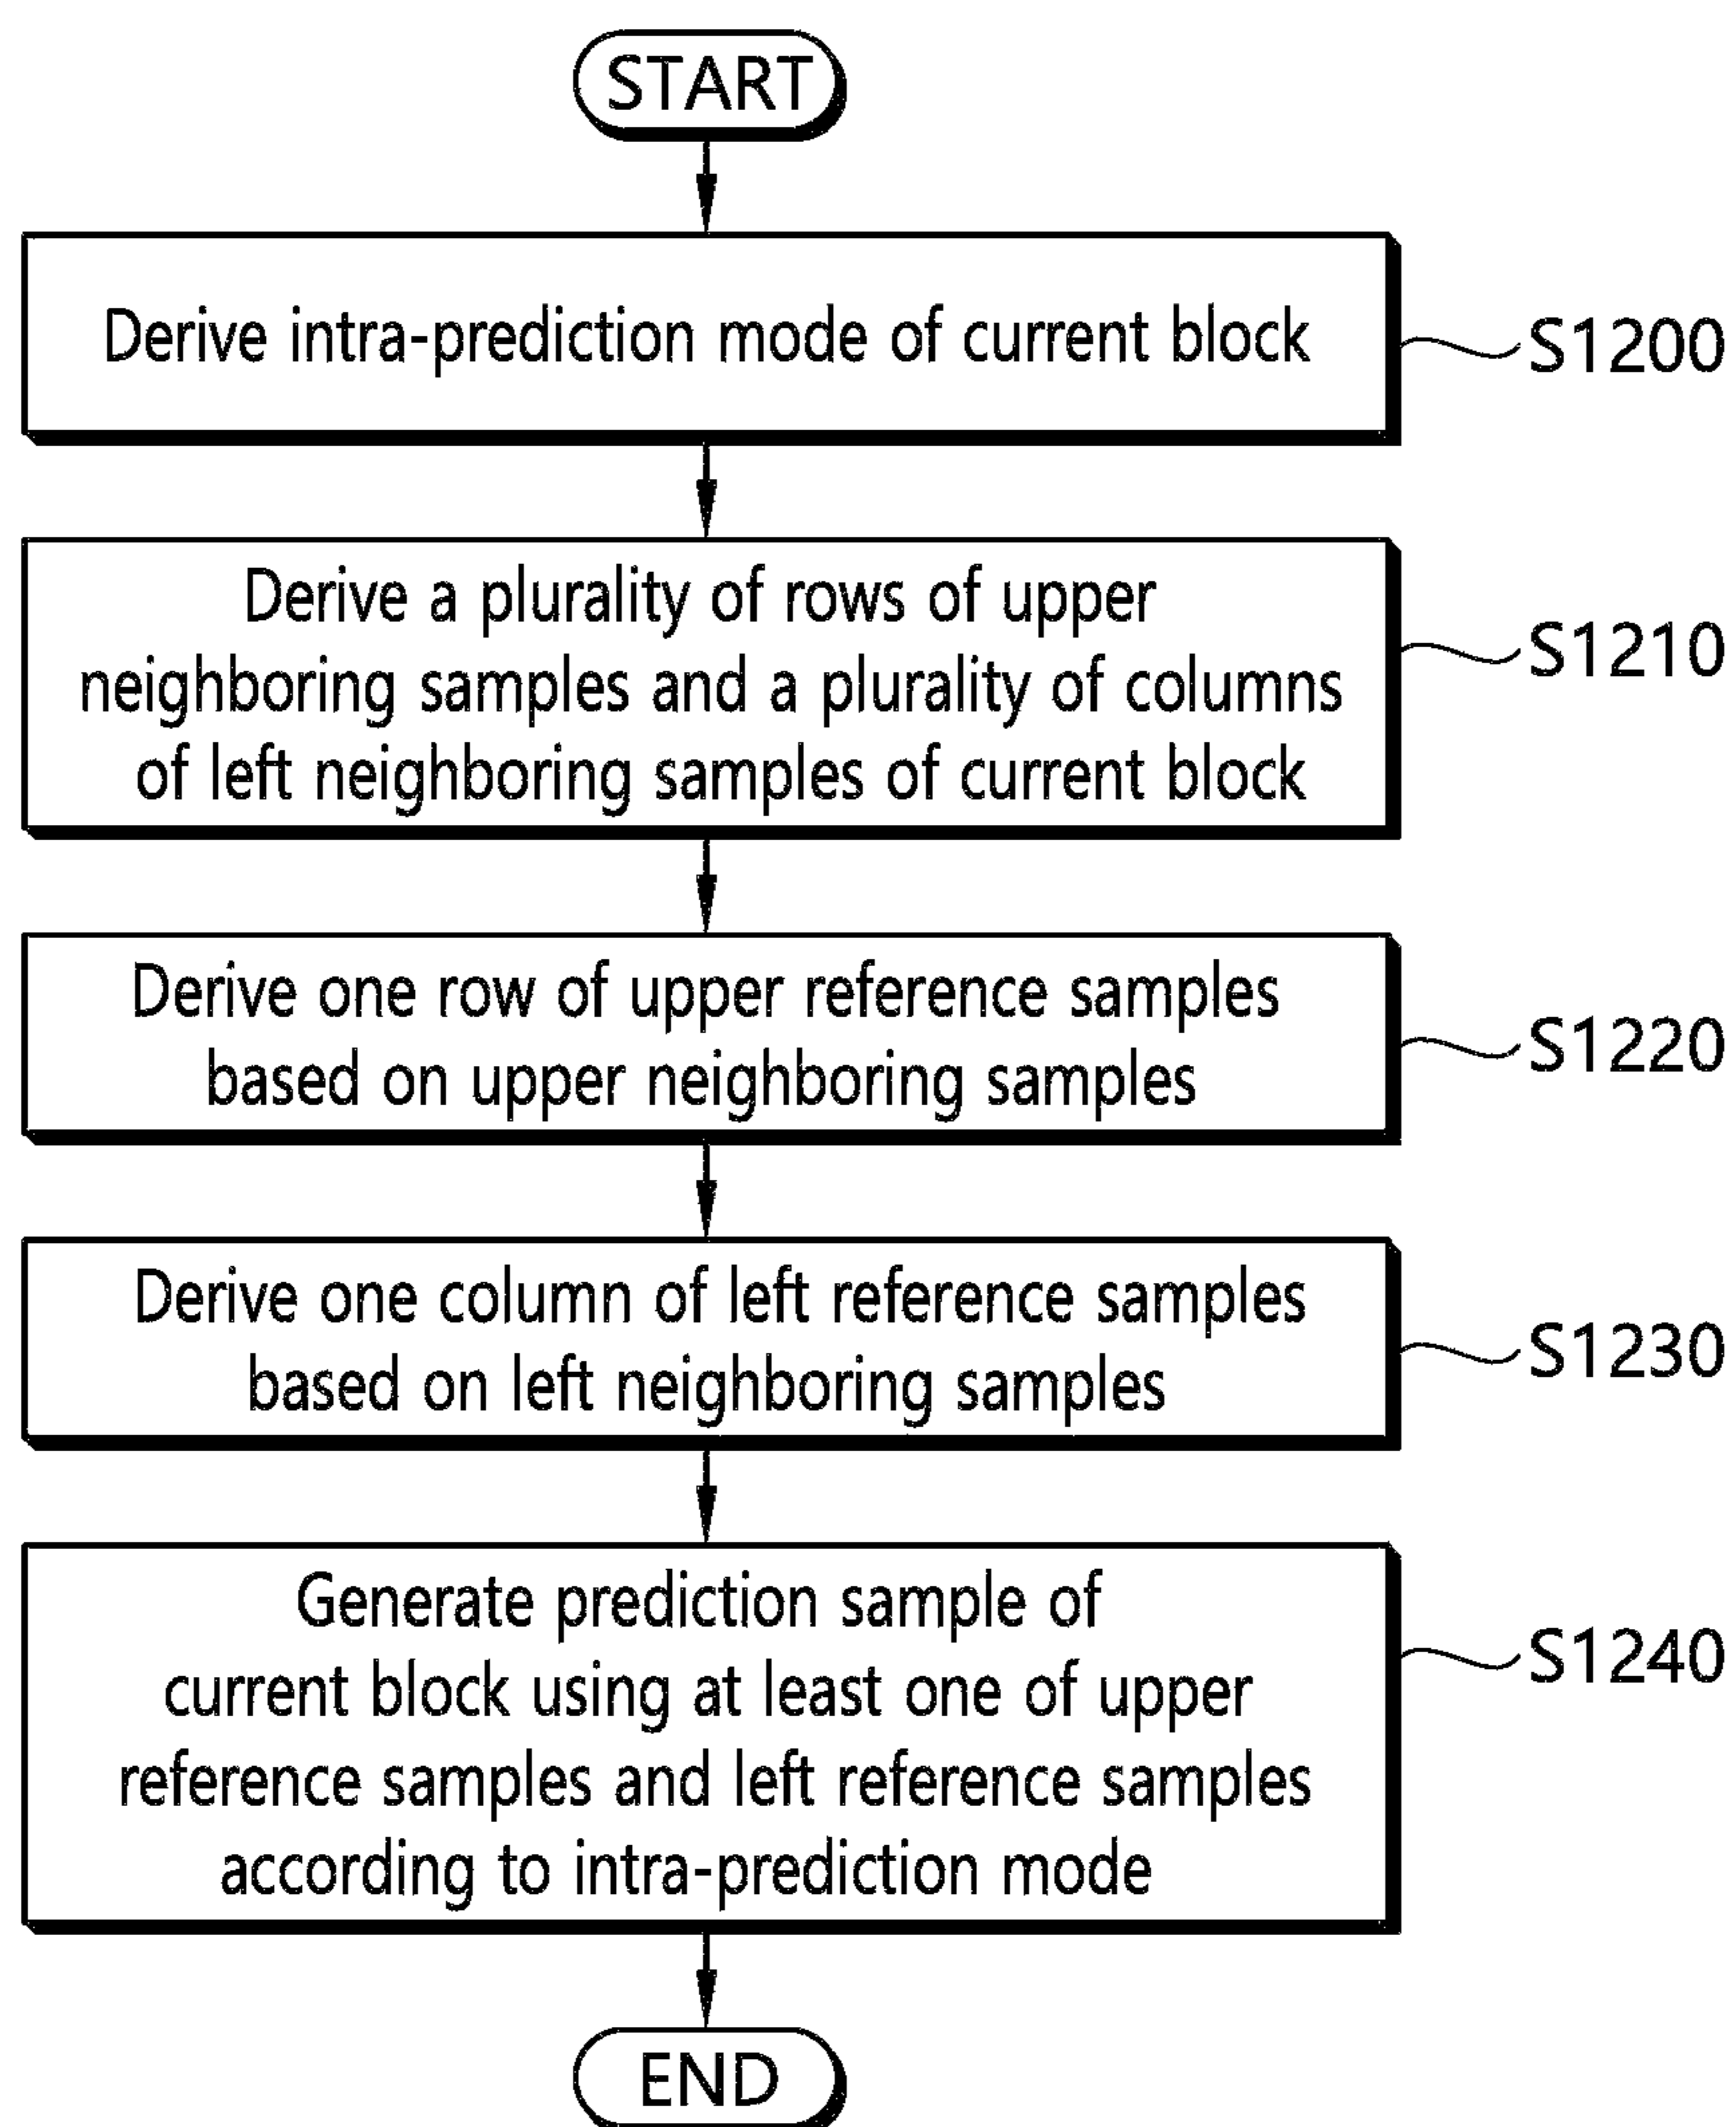 START
Derive intra-prediction mode of current block
S1200
Derive a plurality of rows of upper
neighboring samples and a plurality of columns
of left neighboring samples of current block
S1210
Derive one row of upper reference samples
based on upper neighboring samples
S1220
Derive one column of left reference samples
based on left neighboring samples
S1230
Generate prediction sample of
current block using at least one of upper
reference samples and left reference samples
according to intra-prediction mode
S1240
END